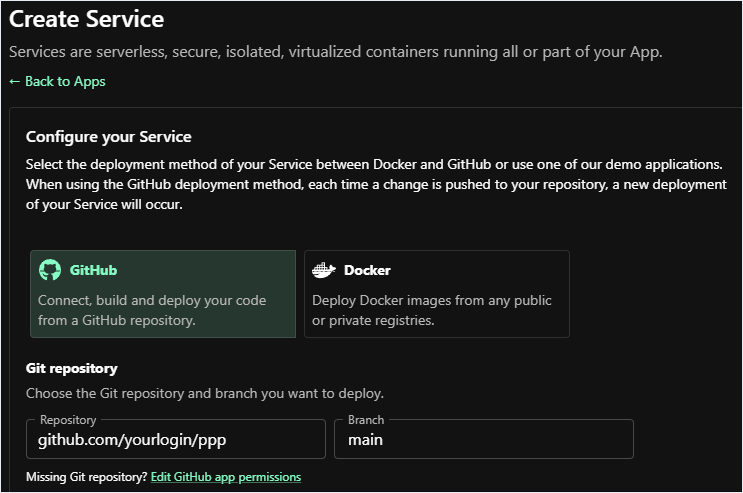 Create Service
Services are serverless, secure, isolated, virtualized containers running all or part of your App.
← Back to Apps
Configure your Service
Select the deployment method of your Service between Docker and GitHub or use one of our demo applications.
When using the GitHub deployment method, each time a change is pushed to your repository, a new deployment
of your Service will occur.
GitHub
Connect, build and deploy your code
from a GitHub repository.
Docker
Deploy Docker images from any public
or private registries.
Git repository
Choose the Git repository and branch you want to deploy.
Repository
github.com/yourlogin/ppp
Branch
main
Missing Git repository? Edit GitHub app permissions